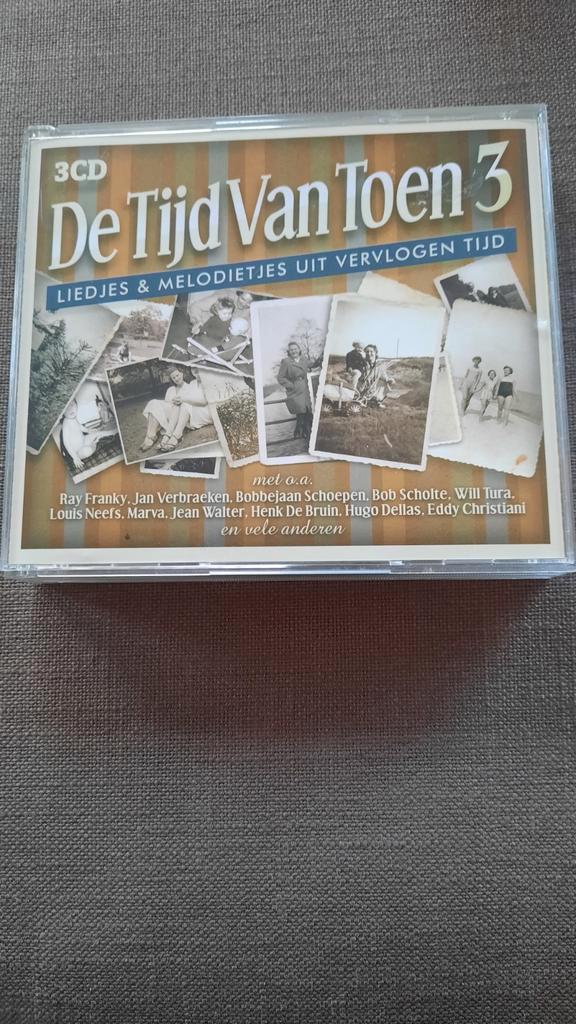 3CD
De Tijd Van Toen 3
LIEDJES & MELODIETJES UIT VERVLOGEN TIJD
met o.a.
Ray Franky, Jan Verbraeken, Bobbejaan Schoepen, Bob Scholte, Will Tura,
Louis Neefs, Marva, Jean Walter, Henk De Bruin, Hugo Dellas, Eddy Christiani
en vele anderen